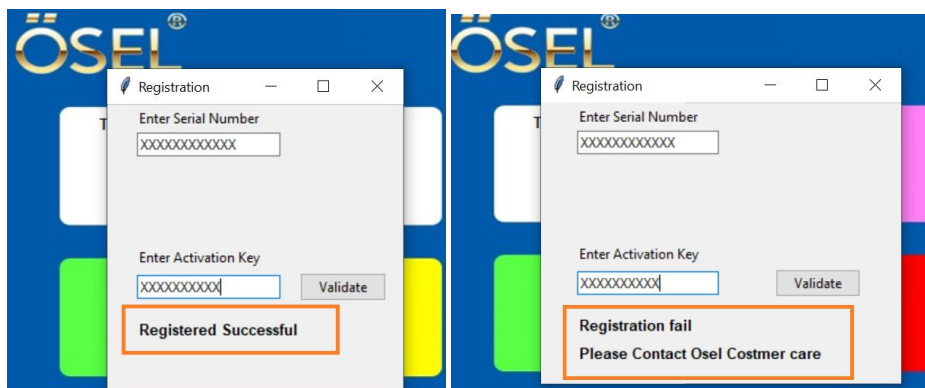 ÖSEL®
Registration
T
Enter Serial Number
XXXXXXXXXXXX
Enter Activation Key
XXXXXXXXXX
Validate
Registered Successful
ÖSEL®
Registration
T
Enter Serial Number
XXXXXXXXXXXX
Enter Activation Key
XXXXXXXXXX
Validate
Registration fail
Please Contact Osel Costmer care